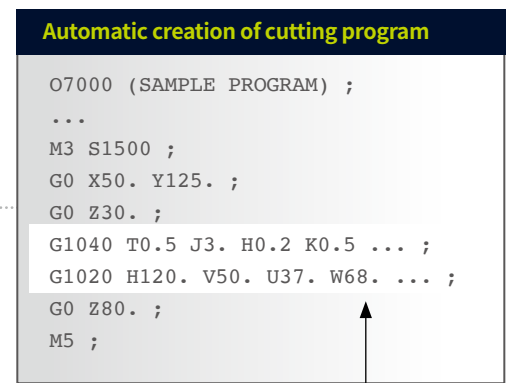 Automatic creation of cutting program
O7000 (SAMPLE PROGRAM) ;
...
M3 S1500 ;
G0 X50. Y125. ;
G0 Z30. ;
G1040 T0.5 J3. H0.2 K0.5 ... ;
G1020 H120. V50. U37. W68. ... ;
G0 Z80. ;
M5 ;